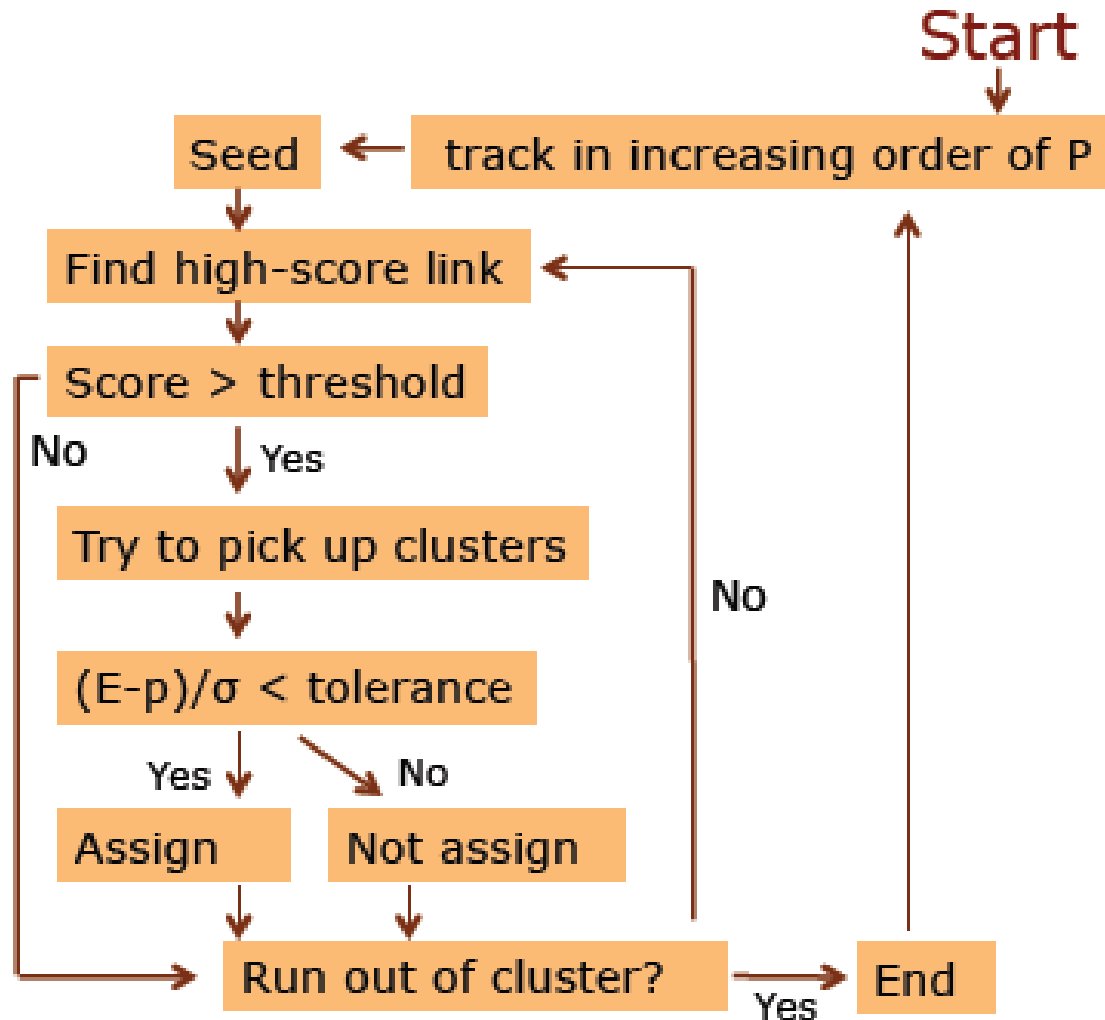 Start
track in increasing order of P
Seed
Find high-score link
Score > threshold
No
Yes
Try to pick up clusters
No
(E-p)/σ < tolerance
Yes
No
Assign
Not assign
Run out of cluster?
Yes
End